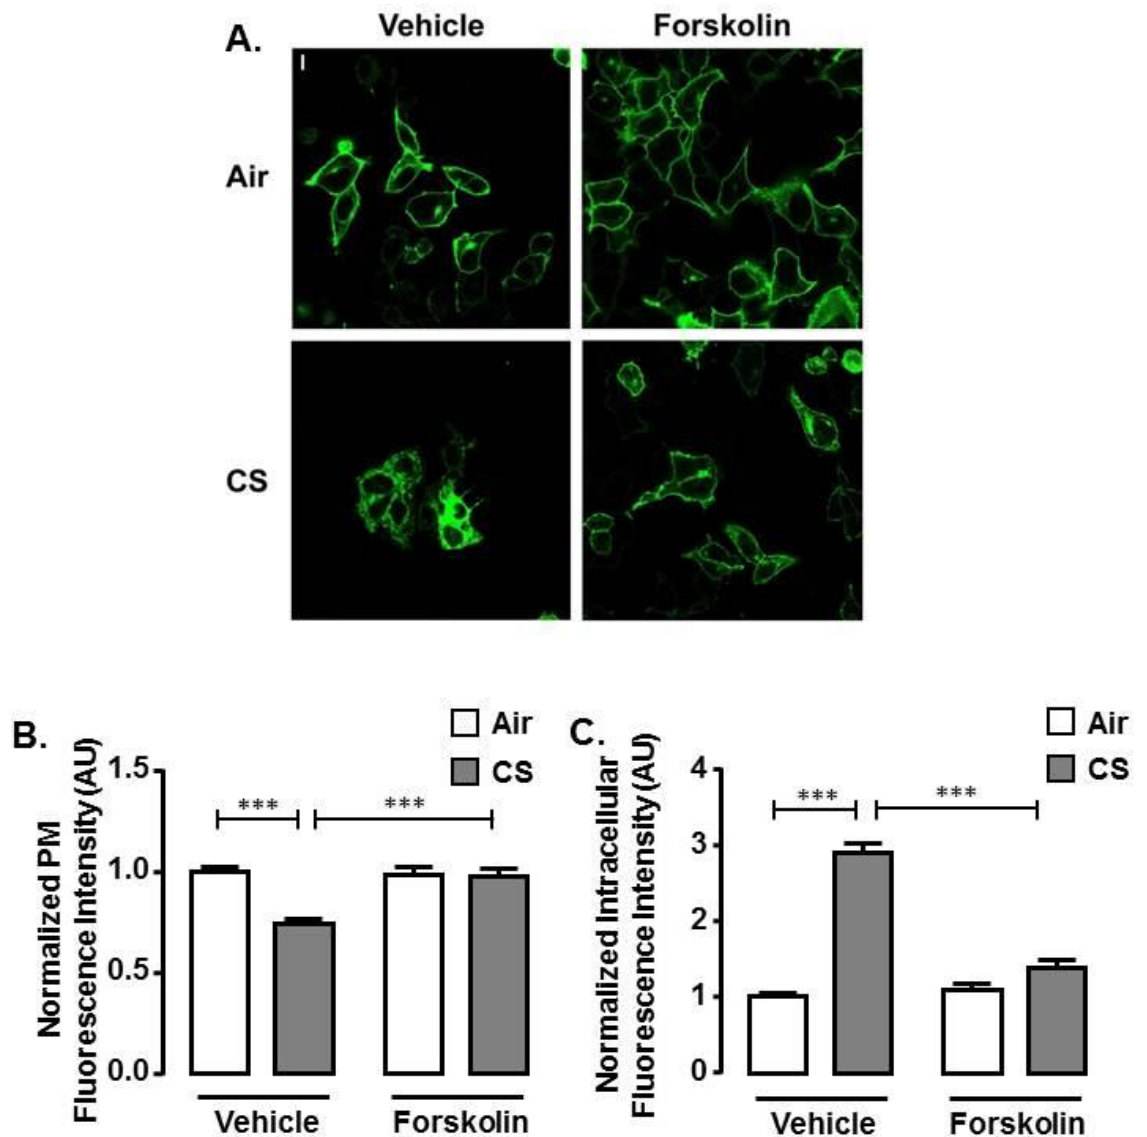 A.
Vehicle
Forskolin
Air
CS
B.
Air
CS
Normalized PM
Fluorescence Intensity (AU)
1.5
1.0
0.5
0.0
***
***
Vehicle
Forskolin
C.
Air
CS
Normalized Intracellular
Fluorescence Intensity (AU)
4
3
2
1
0
***
***
Vehicle
Forskolin